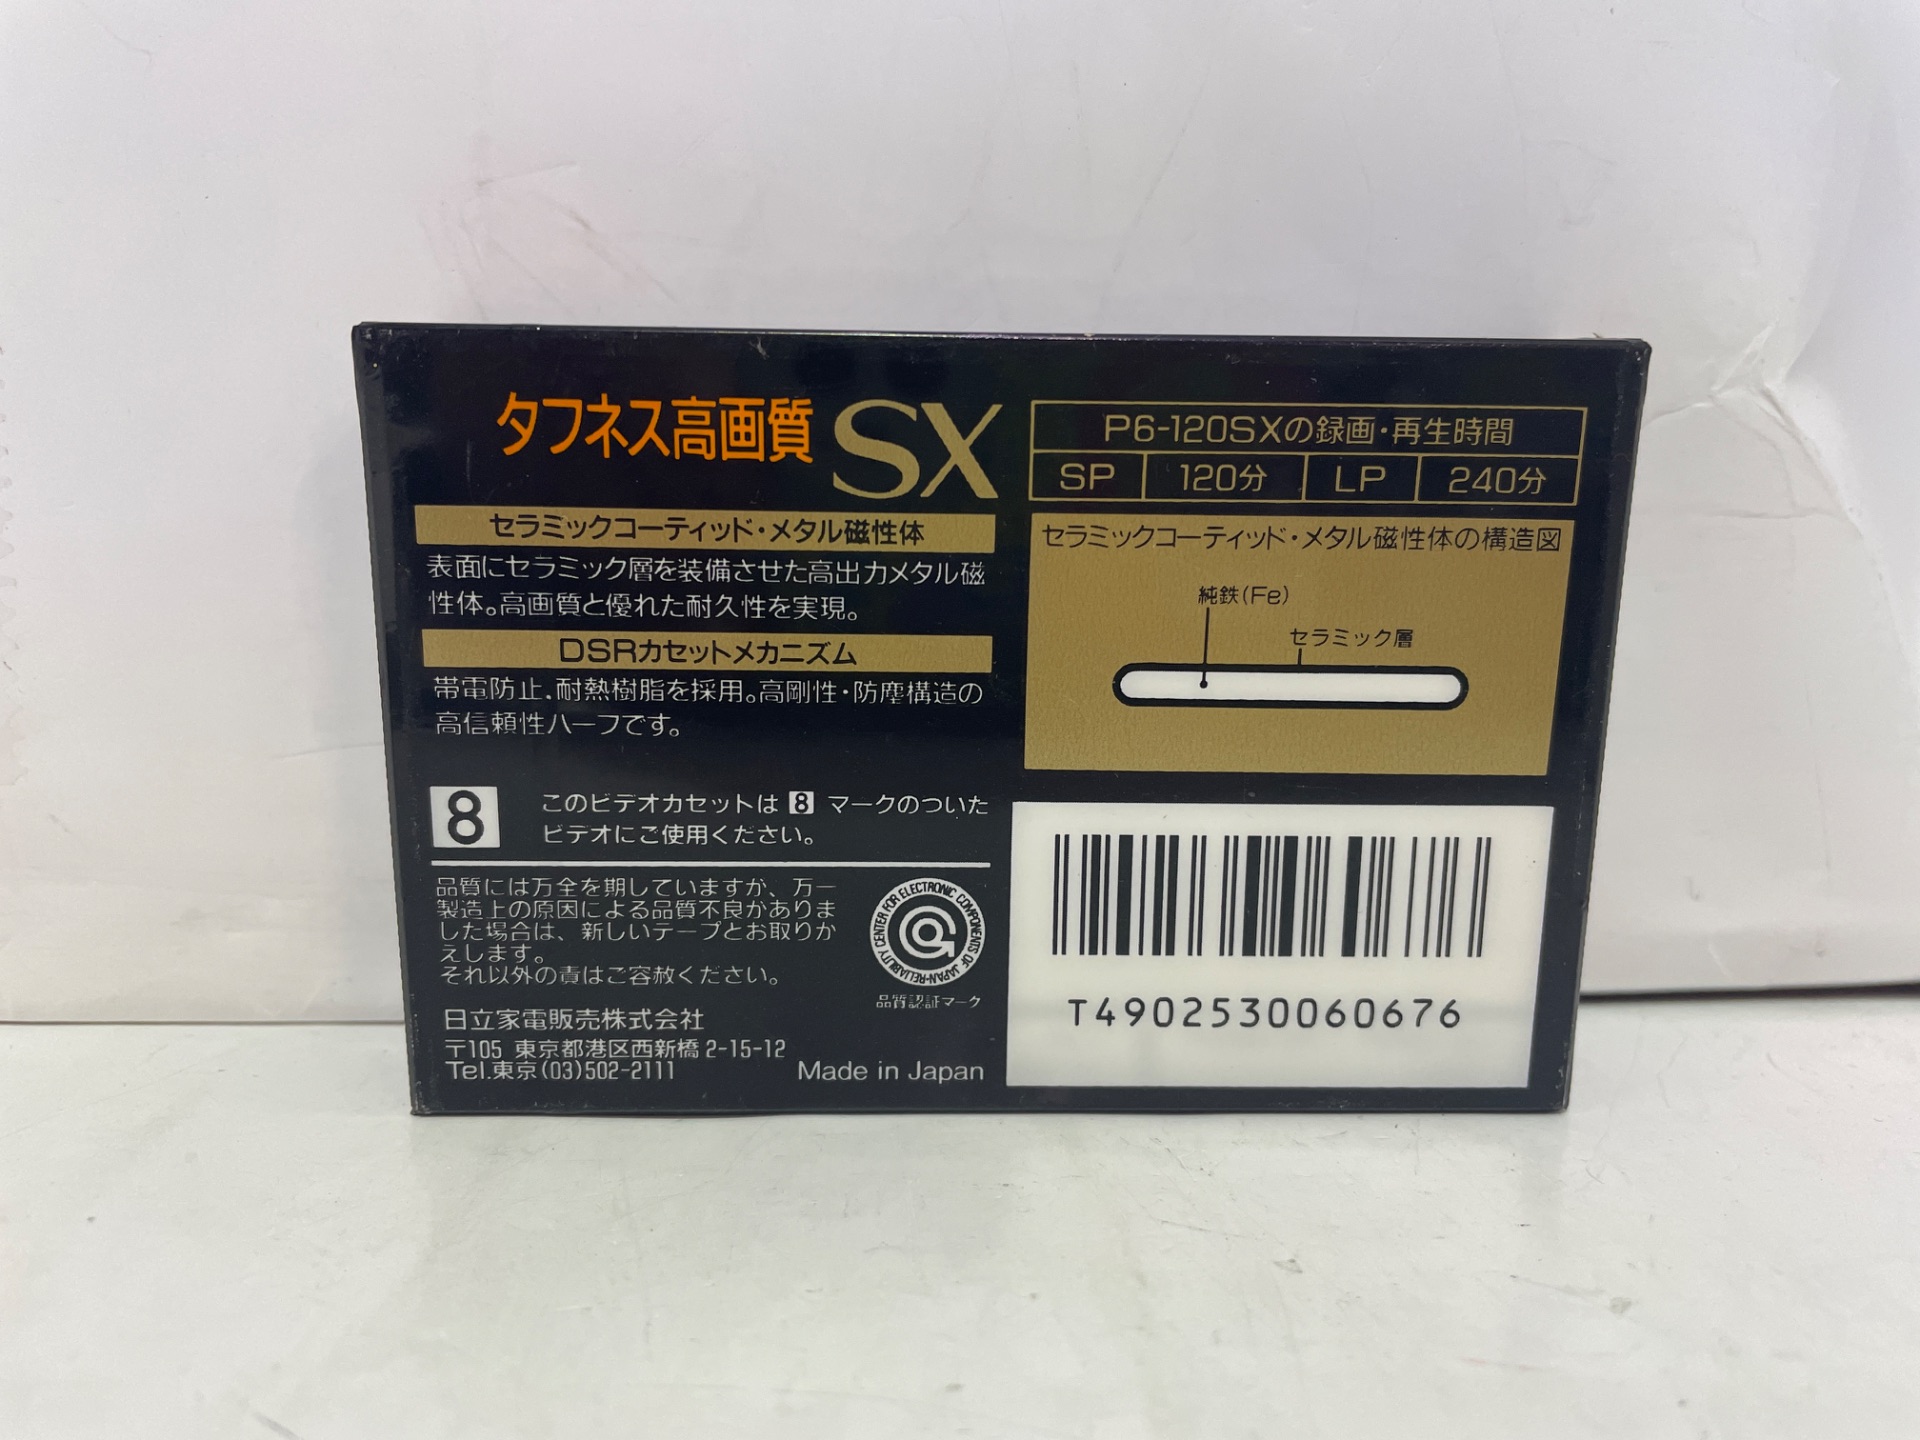 タフネス高画質 SX
セラミックコーティッド・メタル磁性体
表面にセラミック層を装備させた高出力メタル磁
性体。高画質と優れた耐久性を実現。
DSRカセットメカニズム
帯電防止、耐熱樹脂を採用。高剛性・防塵構造の
高信頼性ハーフです。
8 このビデオカセットは 8 マークのついた
ビデオにご使用ください。
品質には万全を期していますが、万一
製造上の原因による品質不良がありま
した場合は、新しいテープとお取りか
えします。
それ以外の責はご容赦ください。
RELIABILITY CENTER FOR ELECTRONIC COMPONENTS OF JAPAN
品質認証マーク
日立家電販売株式会社
〒105 東京都港区西新橋 2-15-12
Tel.東京(03)502-2111
Made in Japan
P6-120SXの録画・再生時間
SP 120分 LP 240分
セラミックコーティッド・メタル磁性体の構造図
純鉄(Fe)
セラミック層
T4902530060676